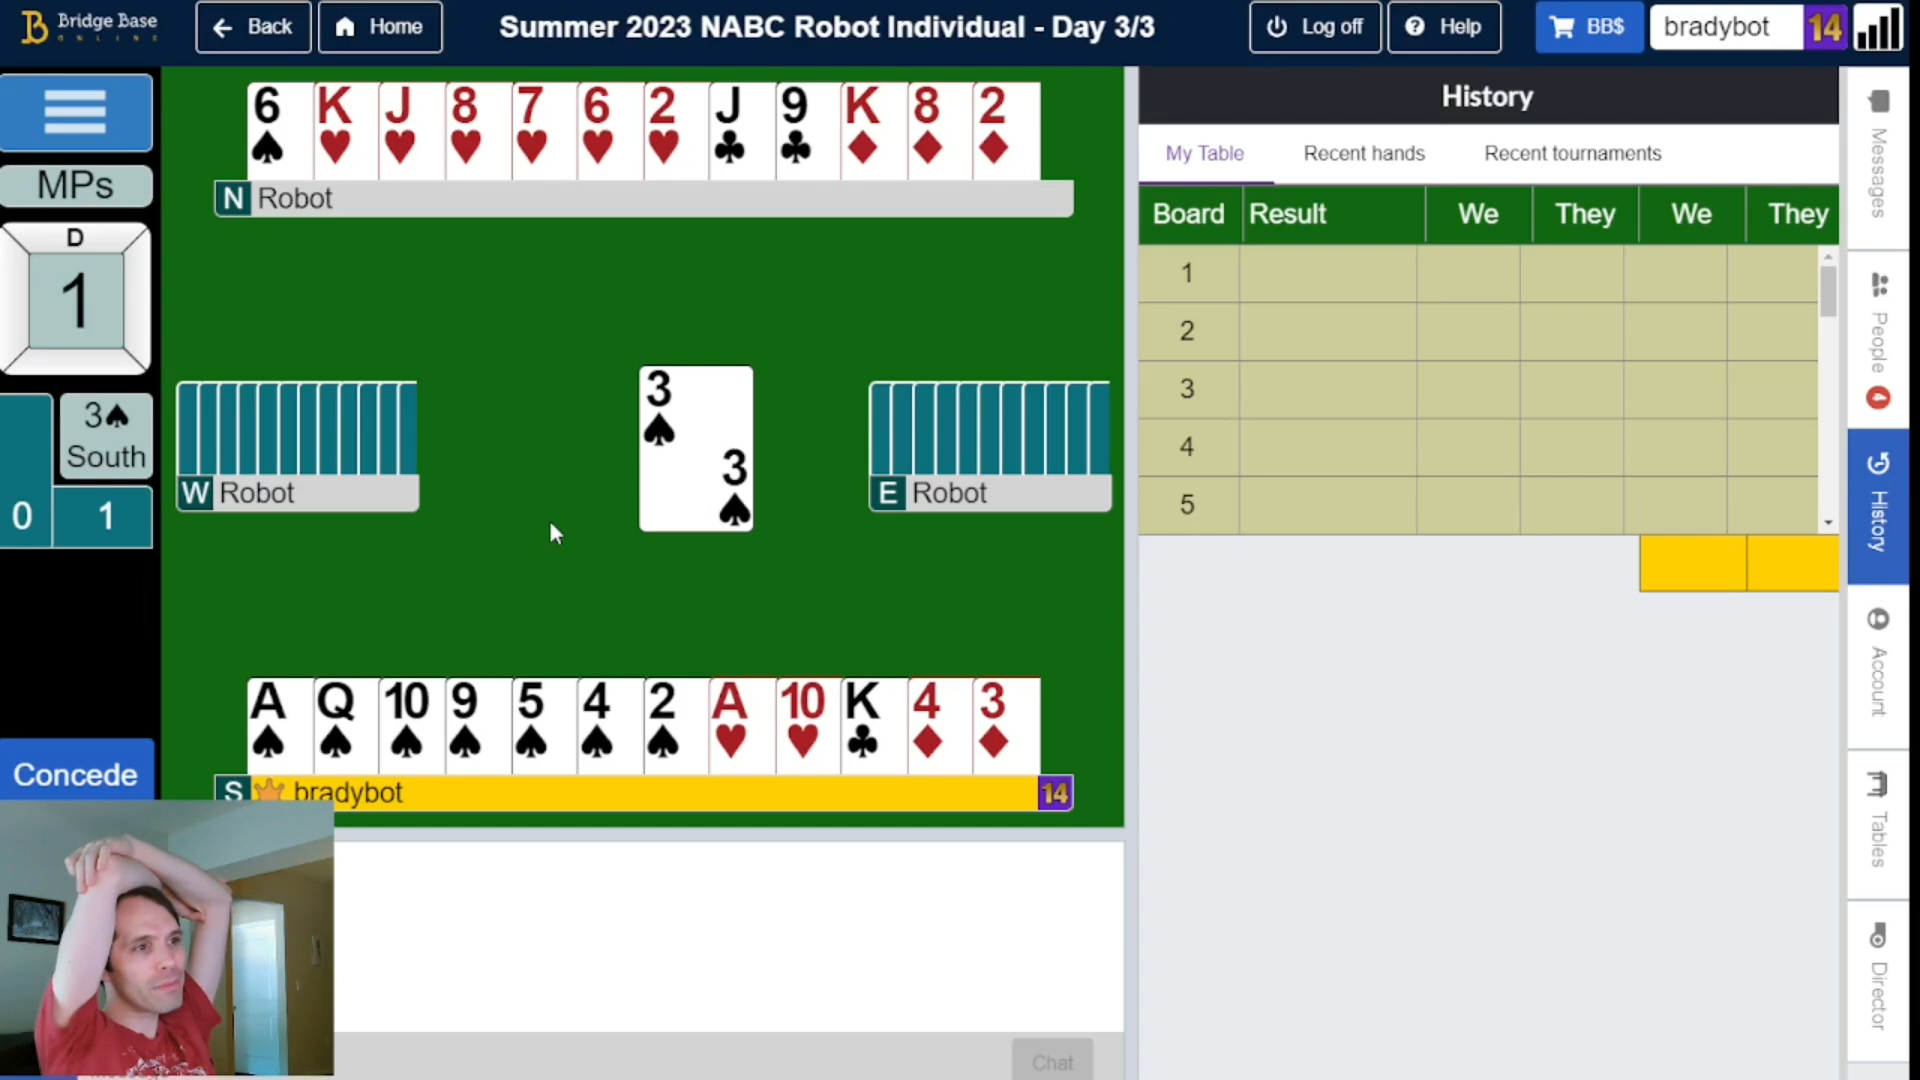 Bridge Base
ONLINE
Back
Home
Summer 2023 NABC Robot Individual - Day 3/3
Log off
Help
BB$
bradybot
14
MPs
D
1
3♠
South
0
1
Concede
6♠ K♥ J♥ 8♥ 7♥ 6♥ 2♥ J♣ 9♣ K♦ 8♦ 2♦
N Robot
W Robot
3♠
3♠
E Robot
A♠ Q♠ 10♠ 9♠ 5♠ 4♠ 2♠ A♥ 10♥ K♣ 4♦ 3♦
S bradybot 14
Chat
History
My Table Recent hands Recent tournaments
Board Result We They We They
1
2
3
4
5
Messages
People
4
History
Account
Tables
Director